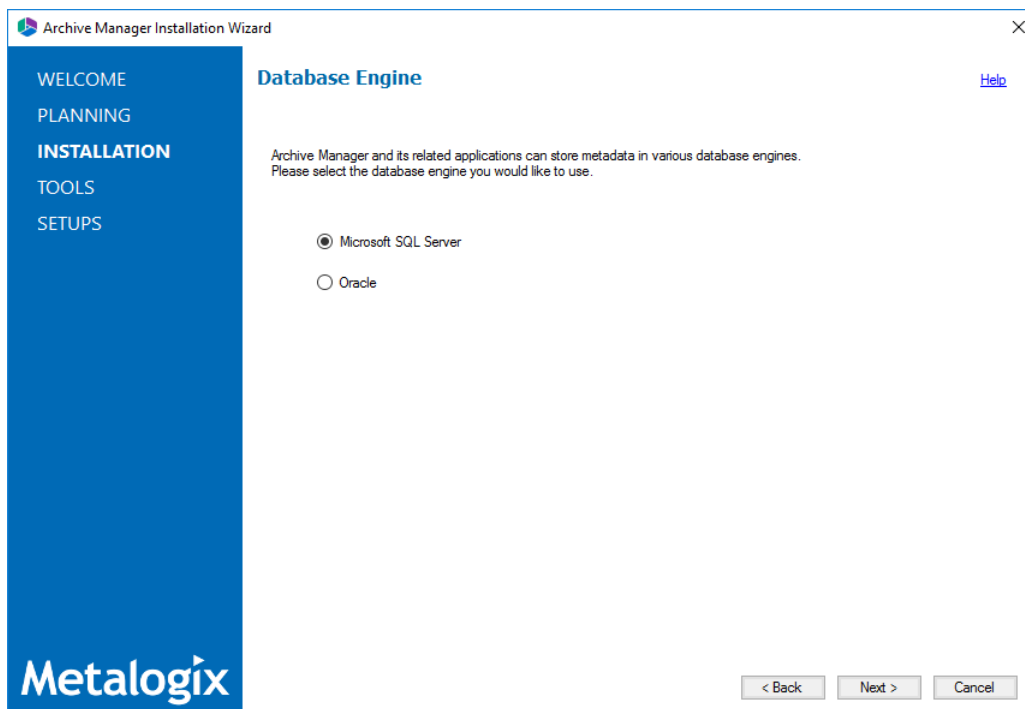 Archive Manager Installation Wizard
WELCOME
PLANNING
INSTALLATION
TOOLS
SETUPS
Database Engine
Help
Archive Manager and its related applications can store metadata in various database engines.
Please select the database engine you would like to use.
Microsoft SQL Server
Oracle
Metalogix
< Back
Next >
Cancel